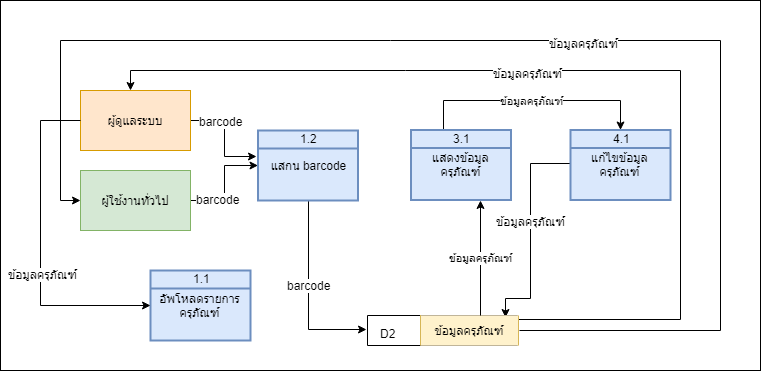 ข้อมูลครุภัณฑ์
ข้อมูลครุภัณฑ์
ผู้ดูแลระบบ
barcode
ข้อมูลครุภัณฑ์
1.2
แสกน barcode
3.1
แสดงข้อมูล
ครุภัณฑ์
4.1
แก้ไขข้อมูล
ครุภัณฑ์
ผู้ใช้งานทั่วไป
barcode
ข้อมูลครุภัณฑ์
ข้อมูลครุภัณฑ์
ข้อมูลครุภัณฑ์
1.1
อัพโหลดรายการ
ครุภัณฑ์
barcode
D2
ข้อมูลครุภัณฑ์